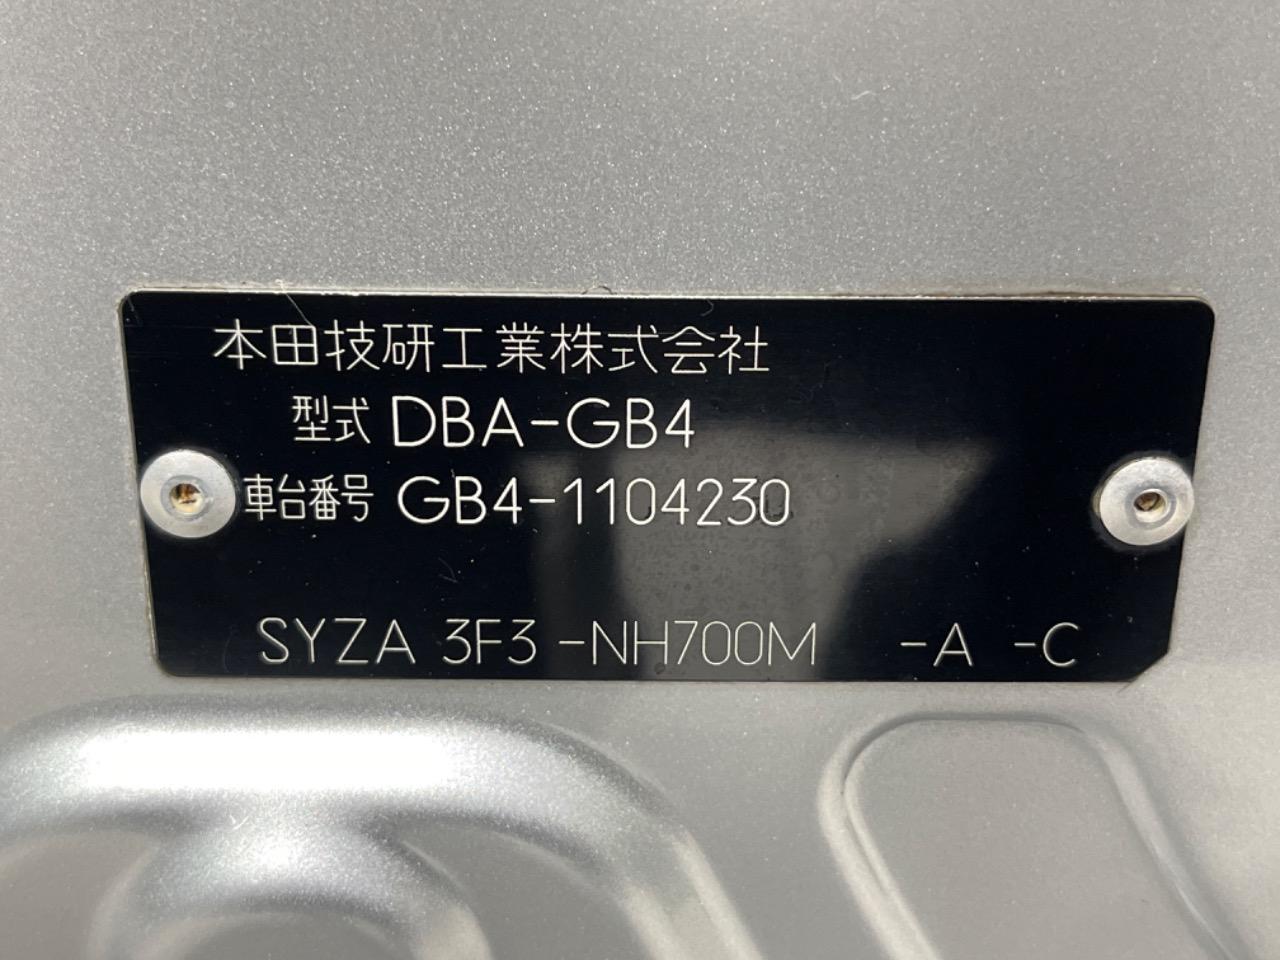 本田技研工業株式会社
型式 DBA-GB4
車台番号 GB4-1104230
SYZA 3F3 -NH700M -A -C